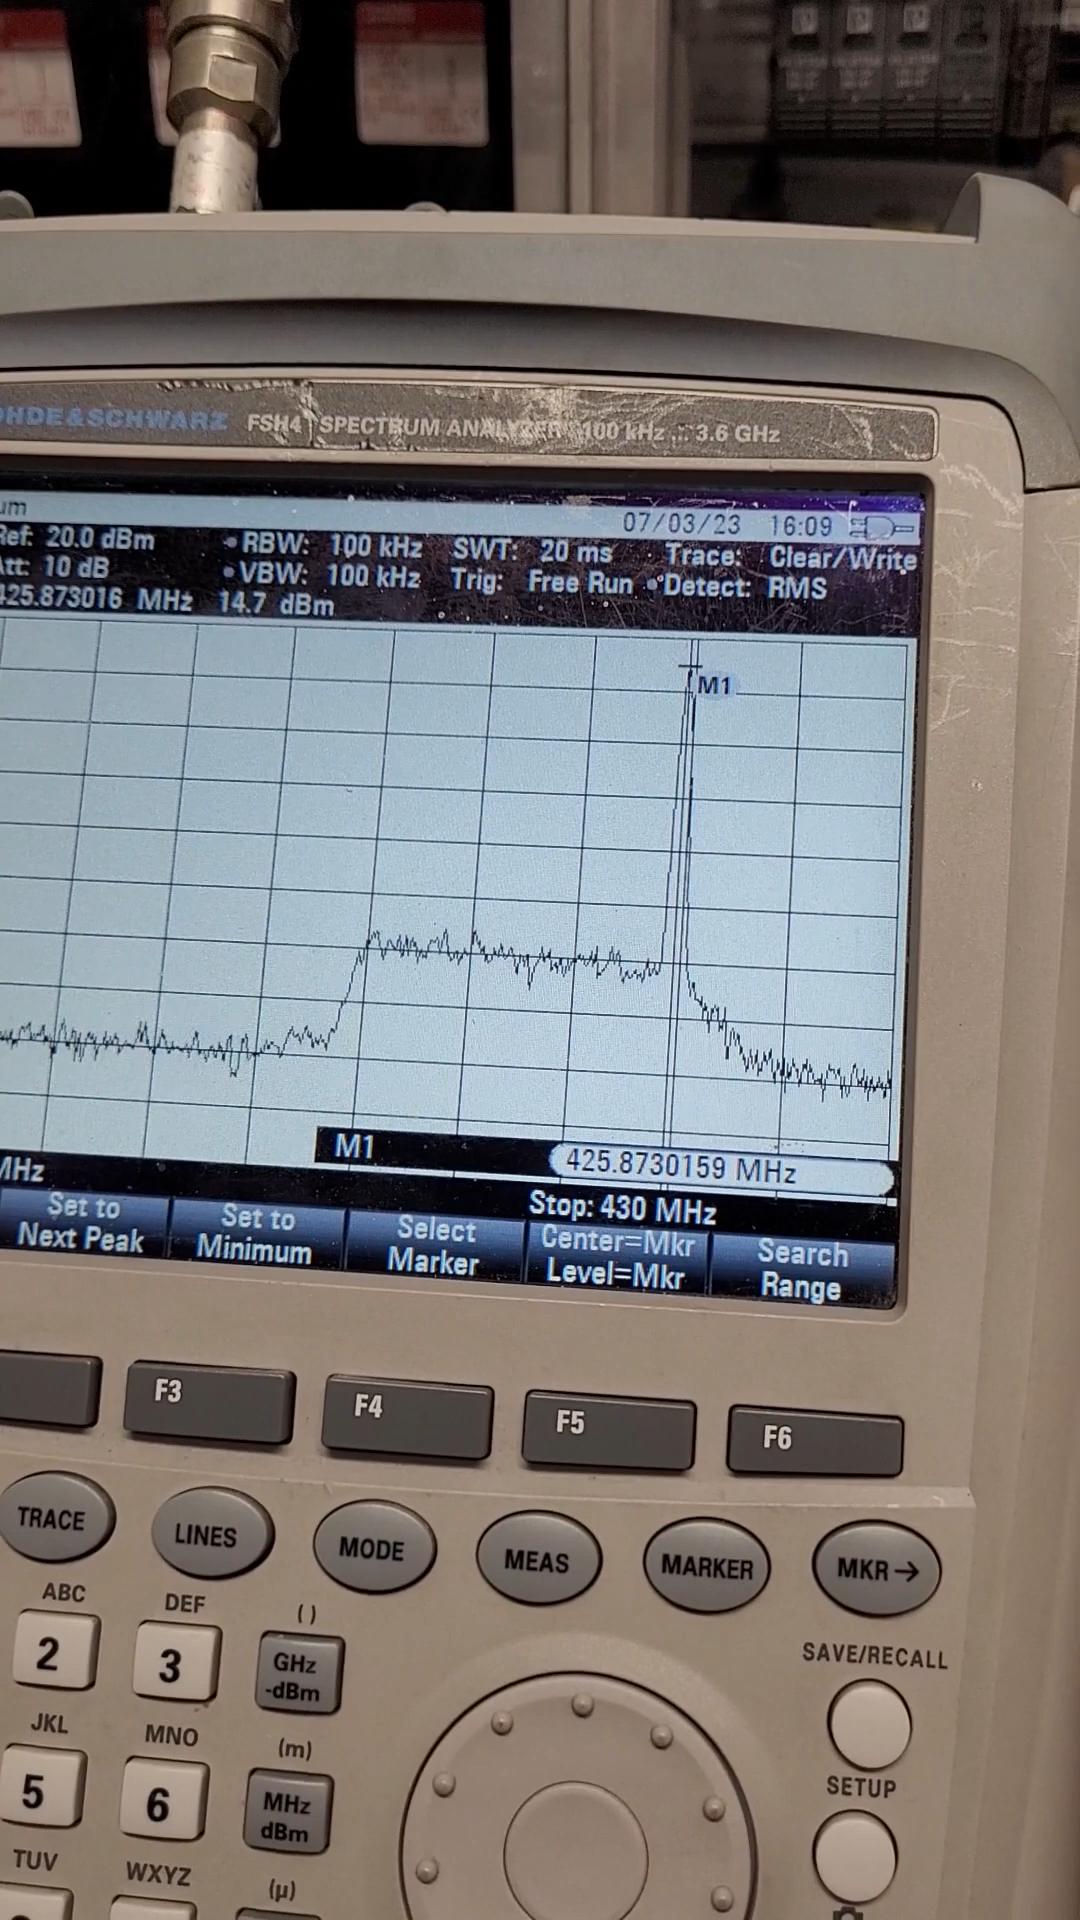 OHDE&SCHWARZ FSH4 SPECTRUM ANALYZER 100 kHz ... 3.6 GHz
um
07/03/23 16:09
Ref: 20.0 dBm • RBW: 100 kHz SWT: 20 ms Trace: Clear/Write
Att: 10 dB • VBW: 100 kHz Trig: Free Run • Detect: RMS
425.873016 MHz 14.7 dBm
M1
M1 425.8730159 MHz
MHz Stop: 430 MHz
Set to Next Peak
Set to Minimum
Select Marker
Center=Mkr Level=Mkr
Search Range
F3 F4 F5 F6
TRACE LINES MODE MEAS MARKER MKR→
ABC DEF ()
2 3 GHz -dBm
SAVE/RECALL
JKL MNO (m)
5 6 MHz dBm
SETUP
TUV WXYZ (µ)